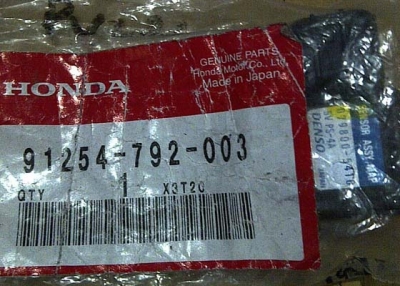 GENUINE PARTS
Honda Motor Co., Ltd.
Made in Japan
HONDA
91254-792-003
QTY 1 X3T20
DENSO